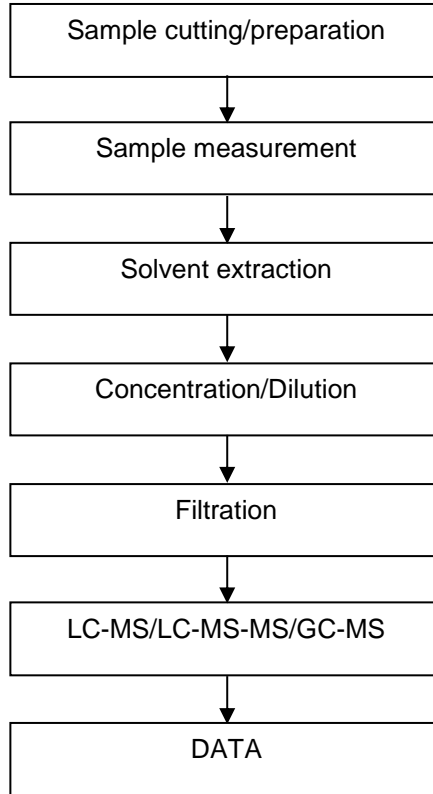 Sample cutting/preparation
Sample measurement
Solvent extraction
Concentration/Dilution
Filtration
LC-MS/LC-MS-MS/GC-MS
DATA